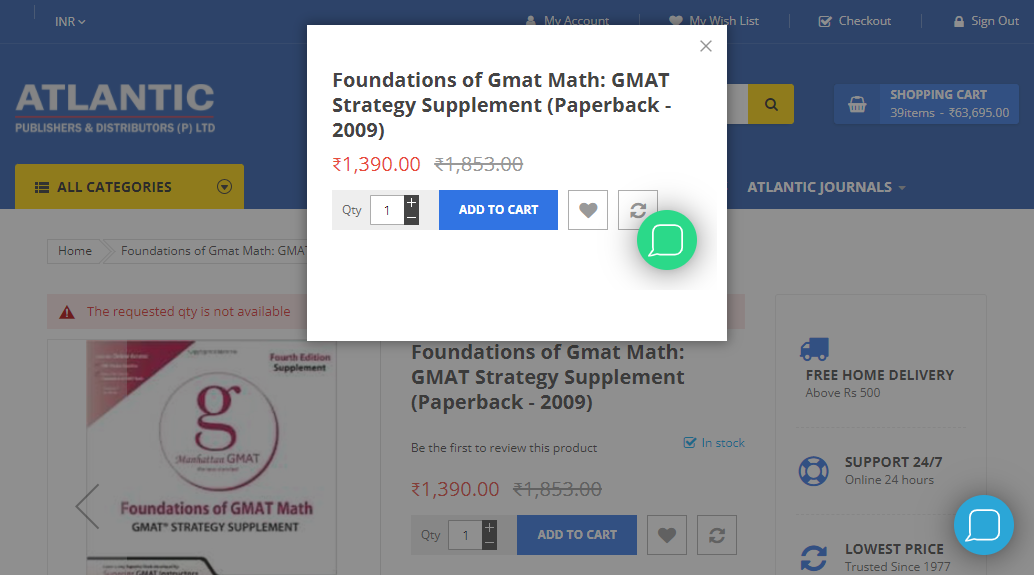 INR
My Account
My Wish List
Checkout
Sign Out
ATLANTIC
PUBLISHERS & DISTRIBUTORS (P) LTD
SHOPPING CART
39items - ₹63,695.00
ALL CATEGORIES
ATLANTIC JOURNALS
Foundations of Gmat Math: GMAT
Strategy Supplement (Paperback -
2009)
₹1,390.00 ₹1,853.00
Qty 1 + − ADD TO CART
Home
Foundations of Gmat Math: GMAT
The requested qty is not available
Fourth Edition
Supplement
g
Manhattan GMAT
Foundations of GMAT Math
GMAT® STRATEGY SUPPLEMENT
Foundations of Gmat Math:
GMAT Strategy Supplement
(Paperback - 2009)
Be the first to review this product
In stock
₹1,390.00 ₹1,853.00
Qty 1 + − ADD TO CART
FREE HOME DELIVERY
Above Rs 500
SUPPORT 24/7
Online 24 hours
LOWEST PRICE
Trusted Since 1977